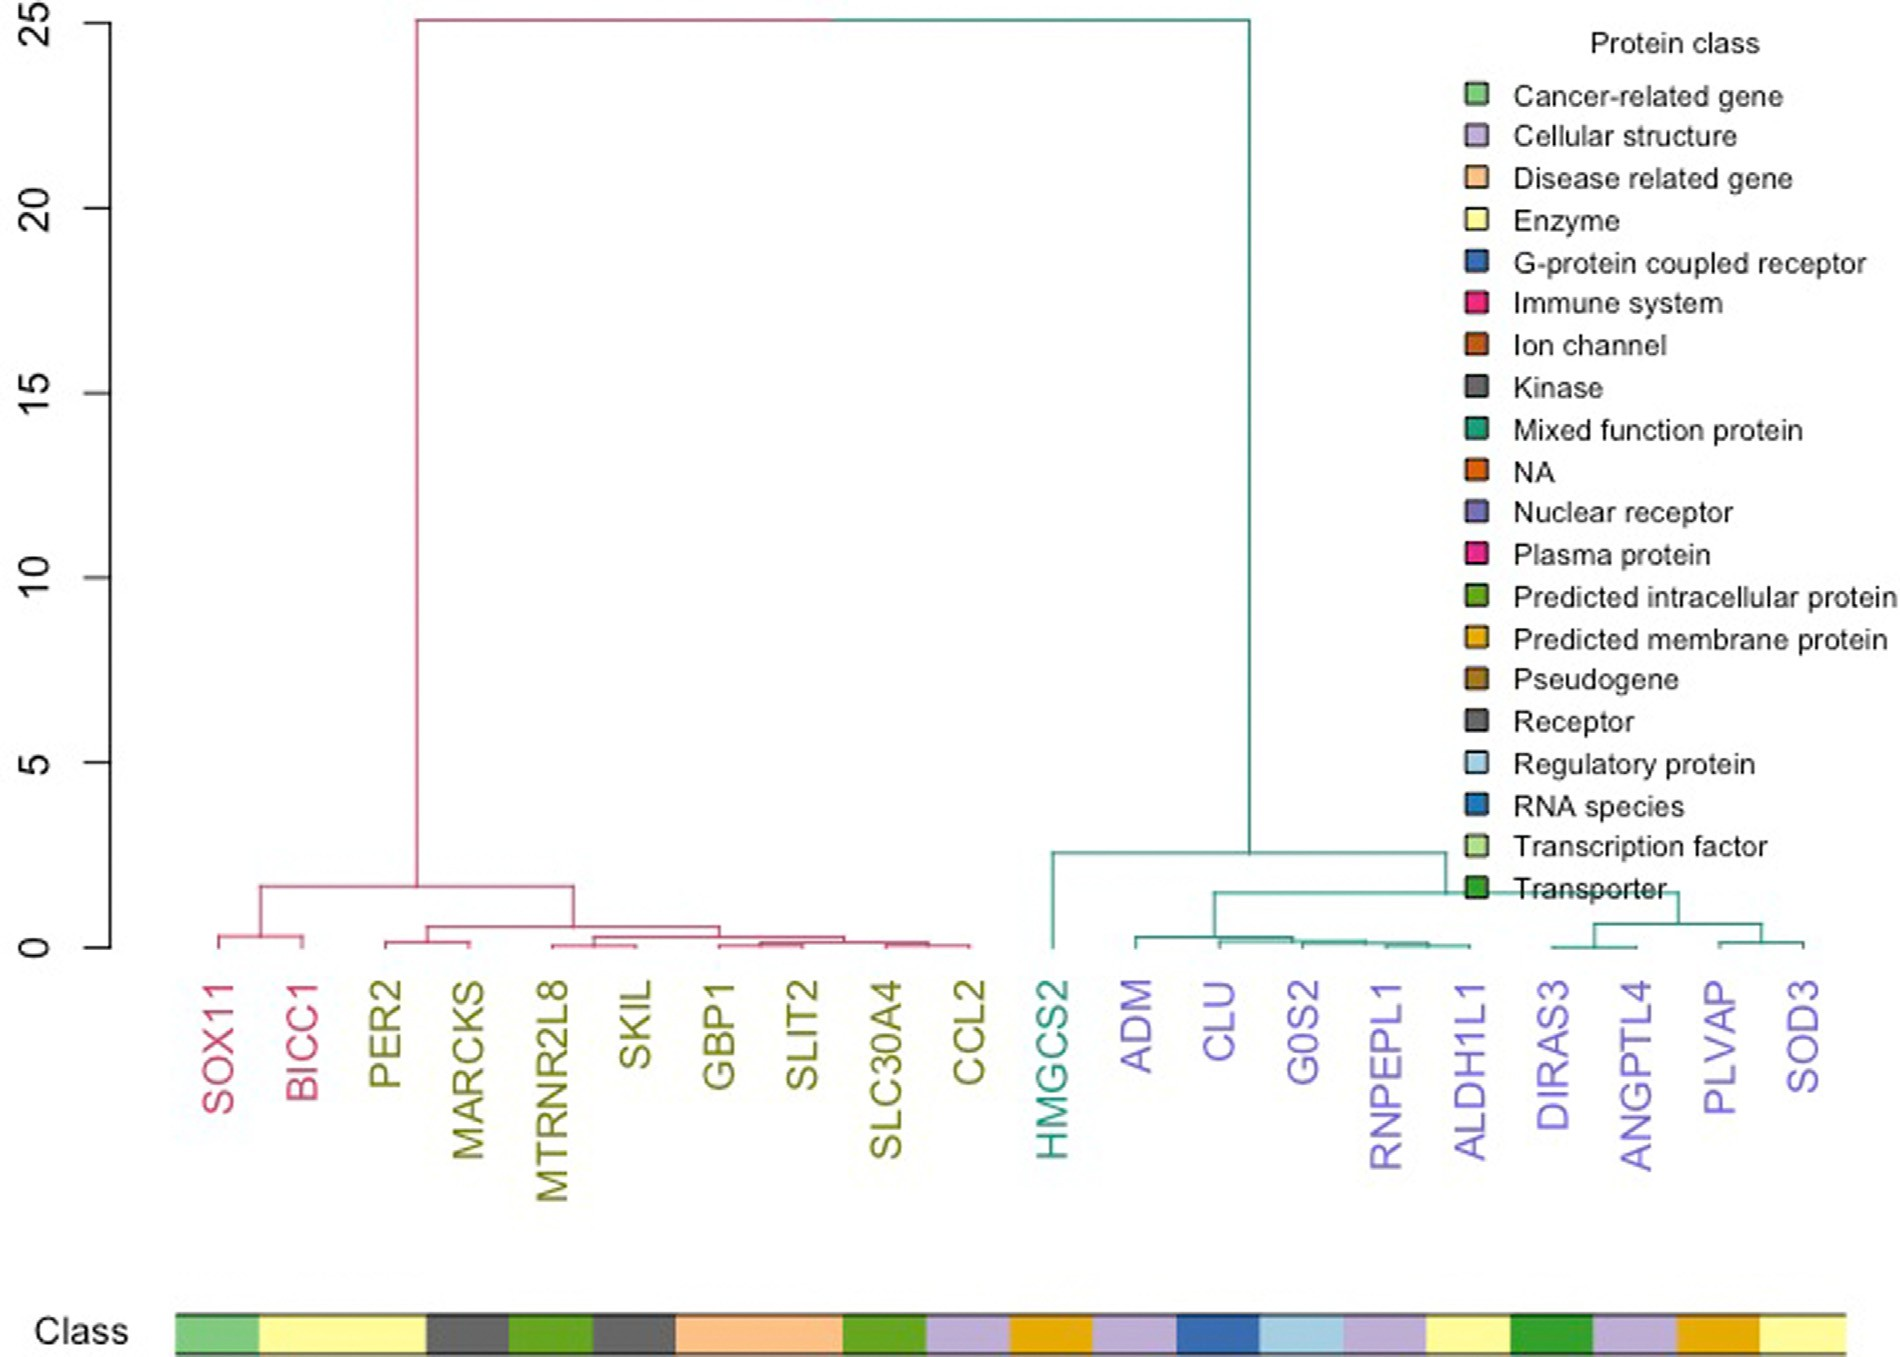 25
20
15
10
5
0
Protein class
Cancer-related gene
Cellular structure
Disease related gene
Enzyme
G-protein coupled receptor
Immune system
Ion channel
Kinase
Mixed function protein
NA
Nuclear receptor
Plasma protein
Predicted intracellular protein
Predicted membrane protein
Pseudogene
Receptor
Regulatory protein
RNA species
Transcription factor
Transporter
SOX11
BICC1
PER2
MARCKS
MTRNR2L8
SKIL
GBP1
SLIT2
SLC30A4
CCL2
HMGCS2
ADM
CLU
G0S2
RNPEPL1
ALDH1L1
DIRAS3
ANGPTL4
PLVAP
SOD3
Class